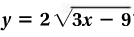 y = 2√3x − 9